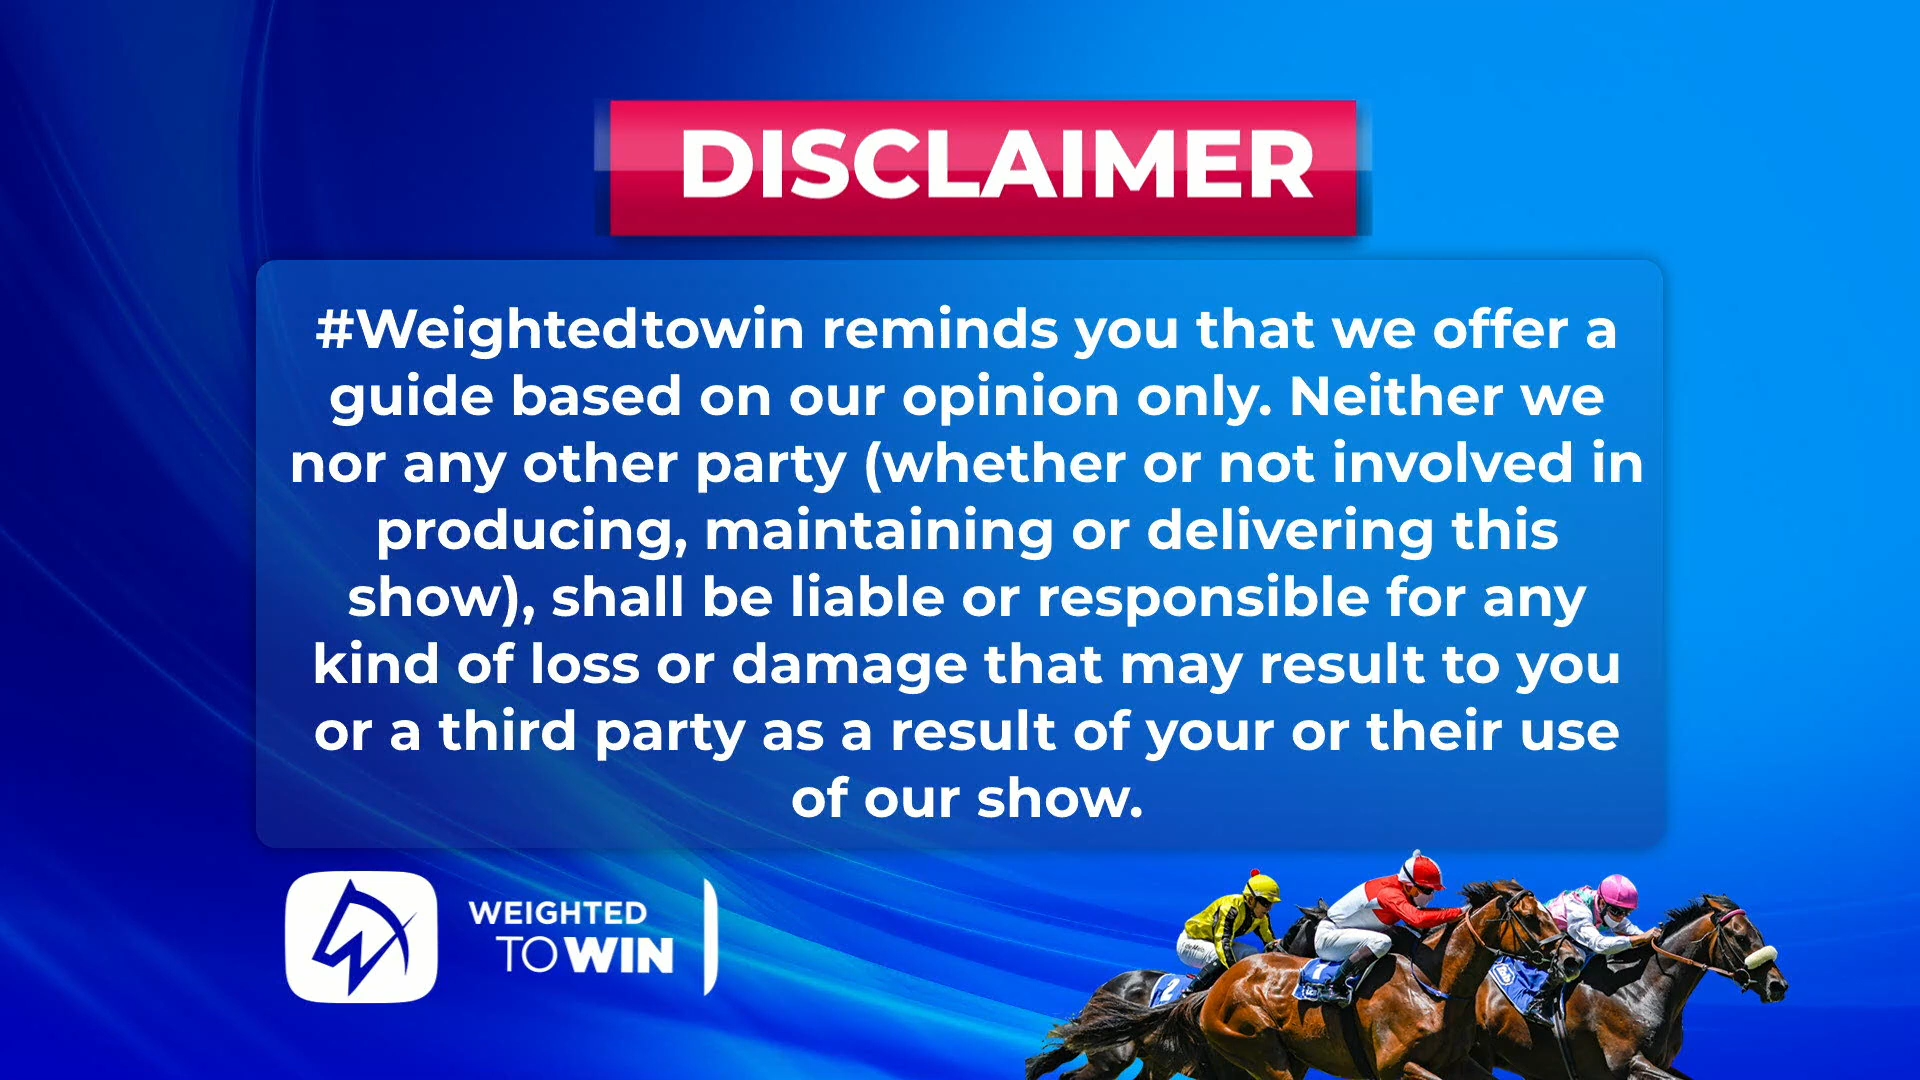 DISCLAIMER
#Weightedtowin reminds you that we offer a
guide based on our opinion only. Neither we
nor any other party (whether or not involved in
producing, maintaining or delivering this
show), shall be liable or responsible for any
kind of loss or damage that may result to you
or a third party as a result of your or their use
of our show.
WEIGHTED
TO WIN
2
1